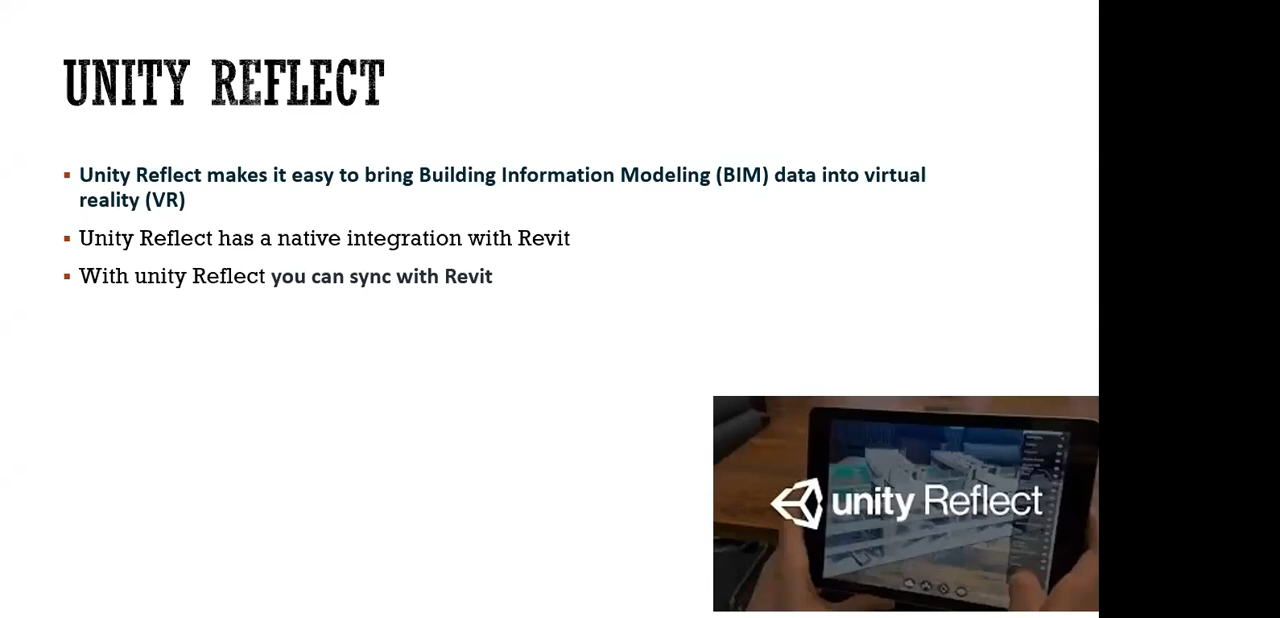 UNITY REFLECT
▪ Unity Reflect makes it easy to bring Building Information Modeling (BIM) data into virtual
reality (VR)
▪ Unity Reflect has a native integration with Revit
▪ With unity Reflect you can sync with Revit
unity Reflect